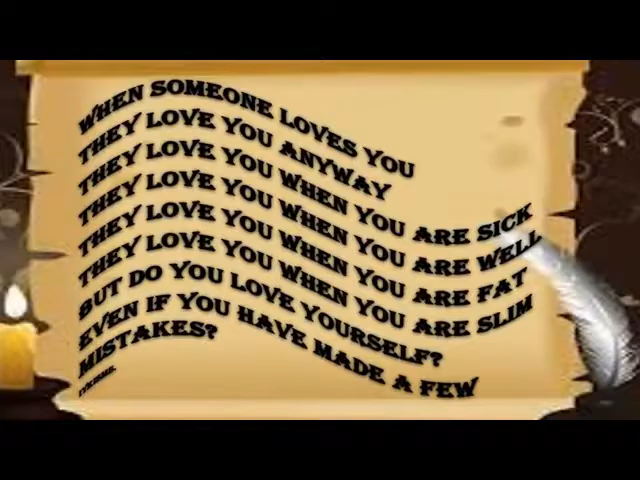 WHEN SOMEONE LOVES YOU
THEY LOVE YOU ANYWAY
THEY LOVE YOU WHEN YOU ARE SICK
THEY LOVE YOU WHEN YOU ARE WELL
THEY LOVE YOU WHEN YOU ARE FAT
THEY LOVE YOU WHEN YOU ARE SLIM
BUT DO YOU LOVE YOURSELF?
EVEN IF YOU HAVE MADE A FEW
MISTAKES?